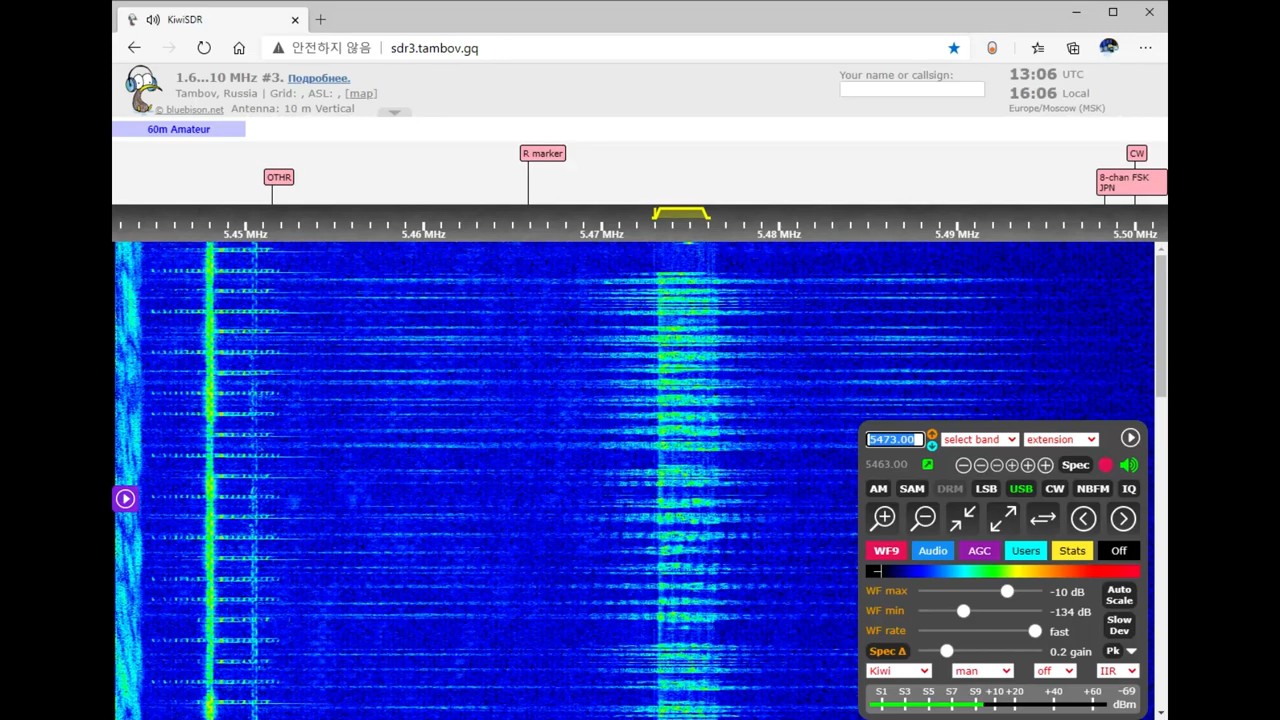 KiwiSDR
안전하지 않음
sdr3.tambov.gq
1.6...10 MHz #3. Подробнее.
Tambov, Russia | Grid: , ASL: , [map]
© bluebison.net Antenna: 10 m Vertical
Your name or callsign:
13:06 UTC
16:06 Local
Europe/Moscow (MSK)
60m Amateur
R marker
CW
OTHR
8-chan FSK
JPN
5.45 MHz 5.46 MHz 5.47 MHz 5.48 MHz 5.49 MHz 5.50 MHz
5473.00 select band extension
5463.00 Spec
AM SAM DRM LSB USB CW NBFM IQ
WF9 Audio AGC Users Stats Off
WF max -10 dB Auto
Scale
WF min -134 dB
WF rate fast Slow
Dev
Spec Δ 0.2 gain Pk
Kiwi man off IIR
S1 S3 S5 S7 S9 +10 +20 +40 +60 -69
dBm